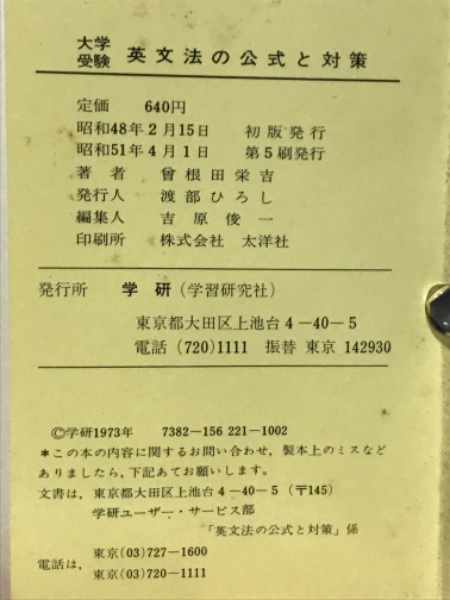 大学受験 英文法の公式と対策
定価 640円
昭和48年2月15日 初版発行
昭和51年4月1日 第5刷発行
著者 曾根田栄吉
発行人 渡部ひろし
編集人 吉原俊一
印刷所 株式会社 太洋社
発行所 学研(学習研究社)
東京都大田区上池台4-40-5
電話(720)1111 振替 東京 142930
©学研1973年 7382-156 221-1002
*この本の内容に関するお問い合わせ,製本上のミスなど
ありましたら,下記あてお願いします。
文書は,東京都大田区上池台4-40-5(〒145)
学研ユーザー・サービス部
「英文法の公式と対策」係
電話は,東京(03)727-1600
東京(03)720-1111